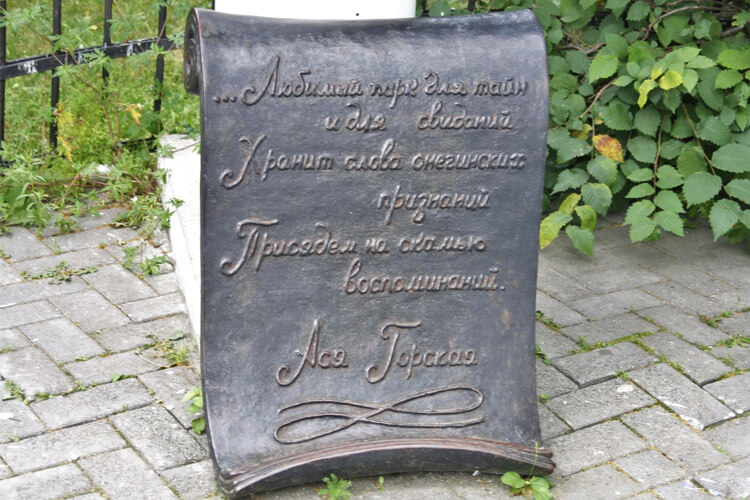 ...Любимый парк для тайн
и для свиданий
Хранит слова онегинских
признаний
Присядем на скамью
воспоминаний.
Ася Горская